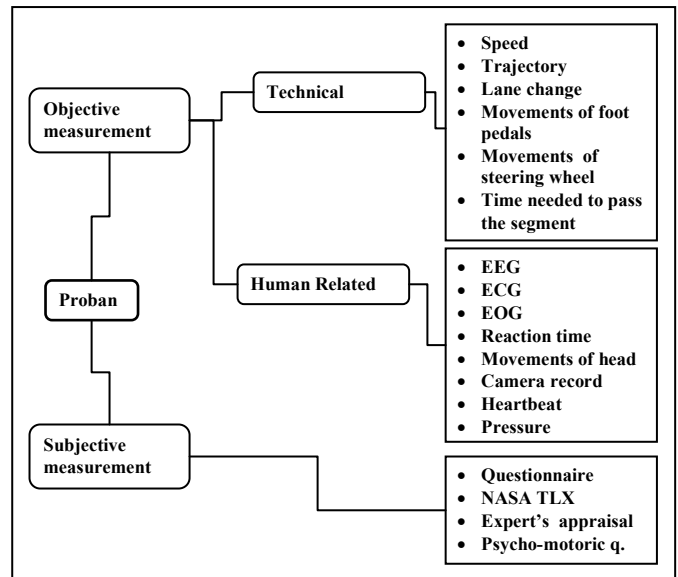 Objective
measurement
Technical
• Speed
• Trajectory
• Lane change
• Movements of foot
pedals
• Movements of
steering wheel
• Time needed to pass
the segment
Proban
Human Related
• EEG
• ECG
• EOG
• Reaction time
• Movements of head
• Camera record
• Heartbeat
• Pressure
Subjective
measurement
• Questionnaire
• NASA TLX
• Expert's appraisal
• Psycho-motoric q.